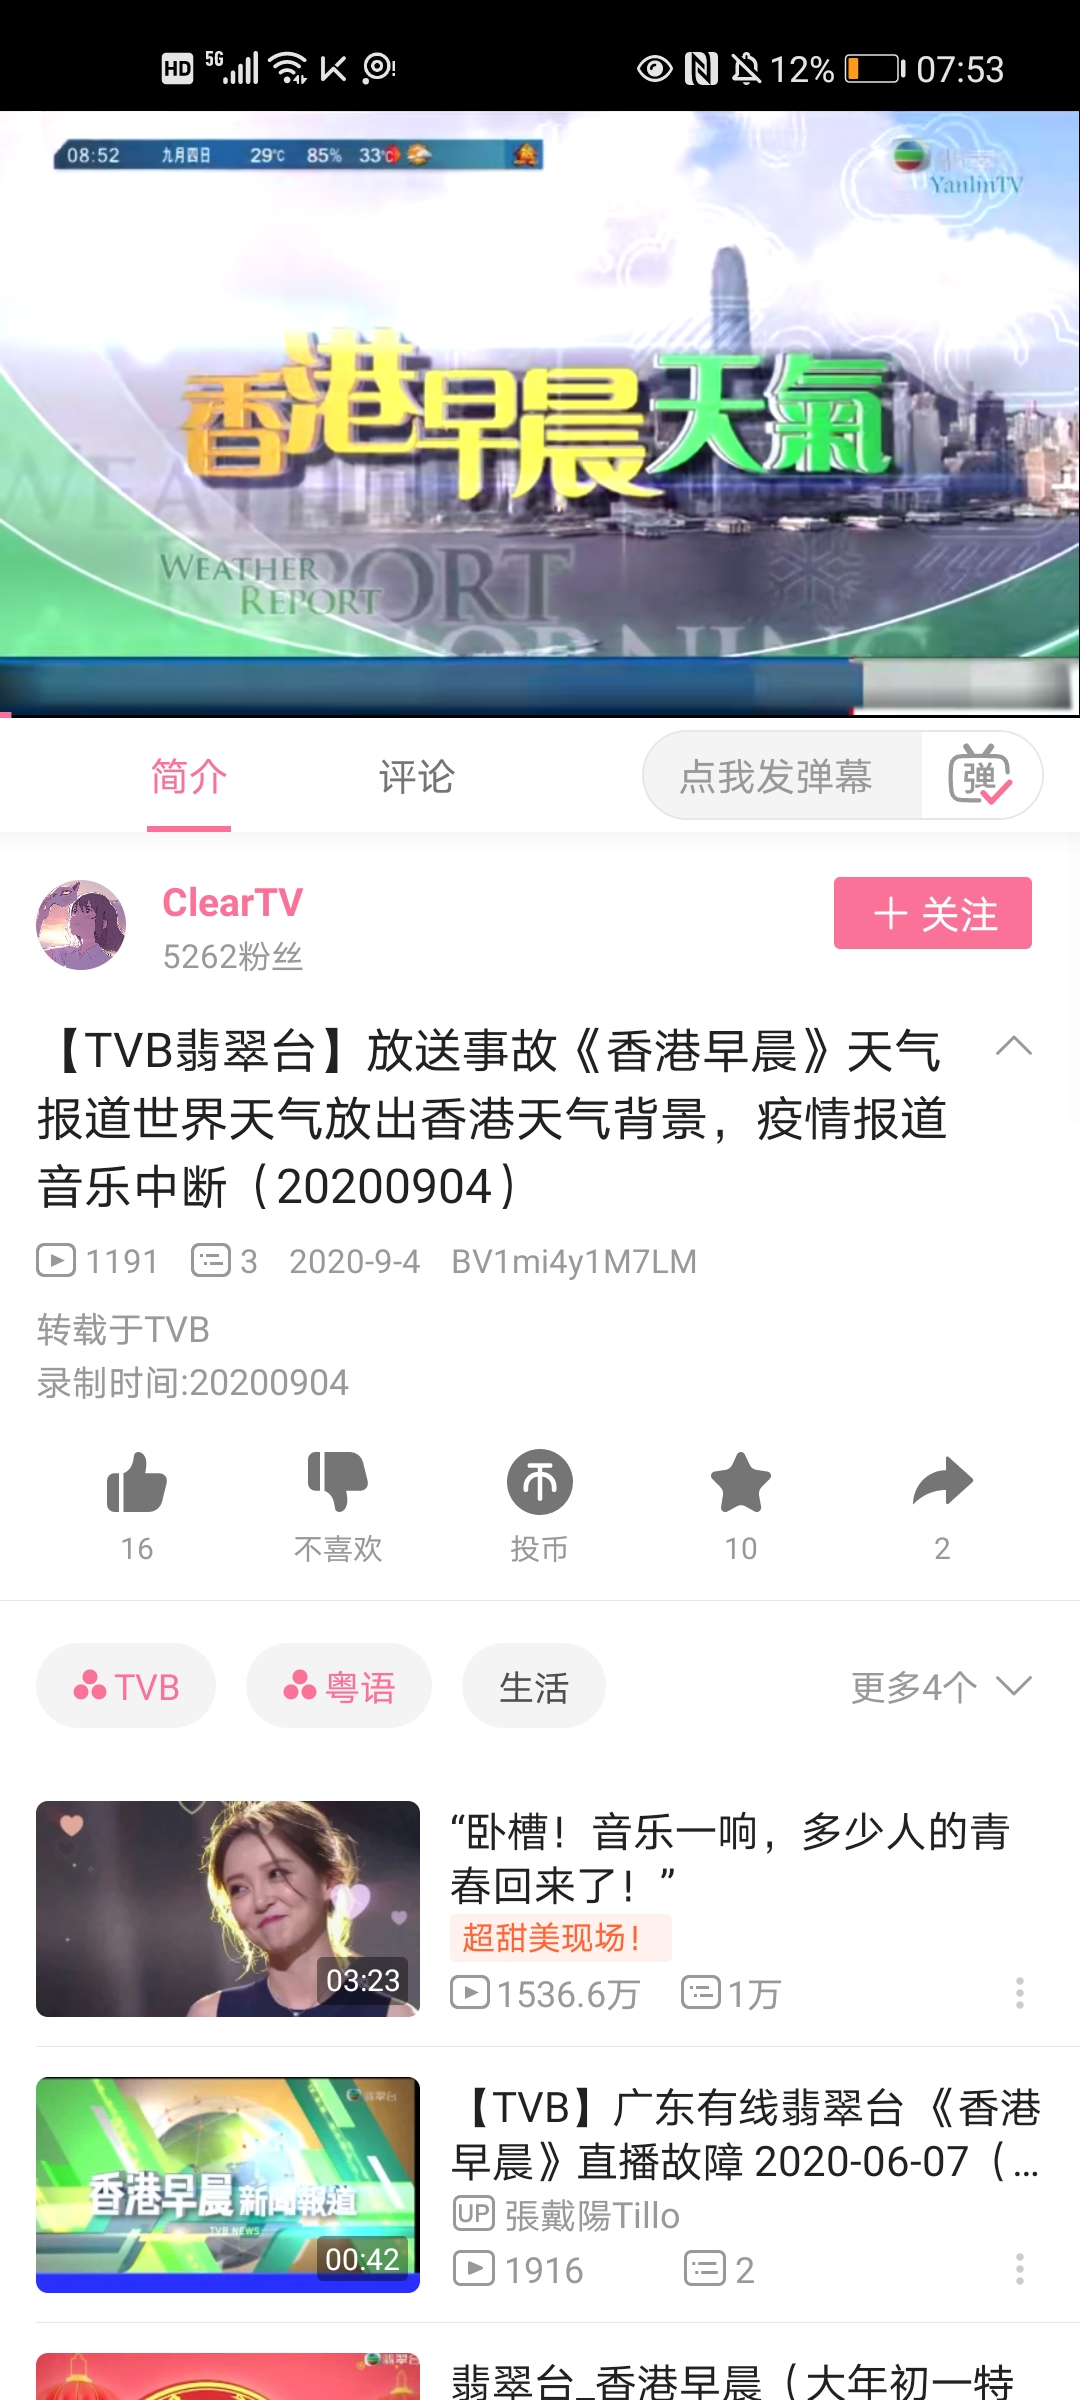 HD 5G 12% 07:53
08:52 九月四日 29℃ 85% 33℃
YanlinTV
香港早晨天氣
WEATHER
REPORT
简介 评论 点我发弹幕 弹
ClearTV
5262粉丝
+ 关注
【TVB翡翠台】放送事故《香港早晨》天气
报道世界天气放出香港天气背景，疫情报道
音乐中断（20200904）
1191 3 2020-9-4 BV1mi4y1M7LM
转载于TVB
录制时间:20200904
16 不喜欢 投币 10 2
TVB 粤语 生活 更多4个
“卧槽！音乐一响，多少人的青
春回来了！”
超甜美现场！
03:23
1536.6万 1万
香港早晨 新聞報道
TVB NEWS
00:42
【TVB】广东有线翡翠台《香港
早晨》直播故障 2020-06-07（...
UP 張戴陽Tillo
1916 2
翡翠台_香港早晨（大年初一特